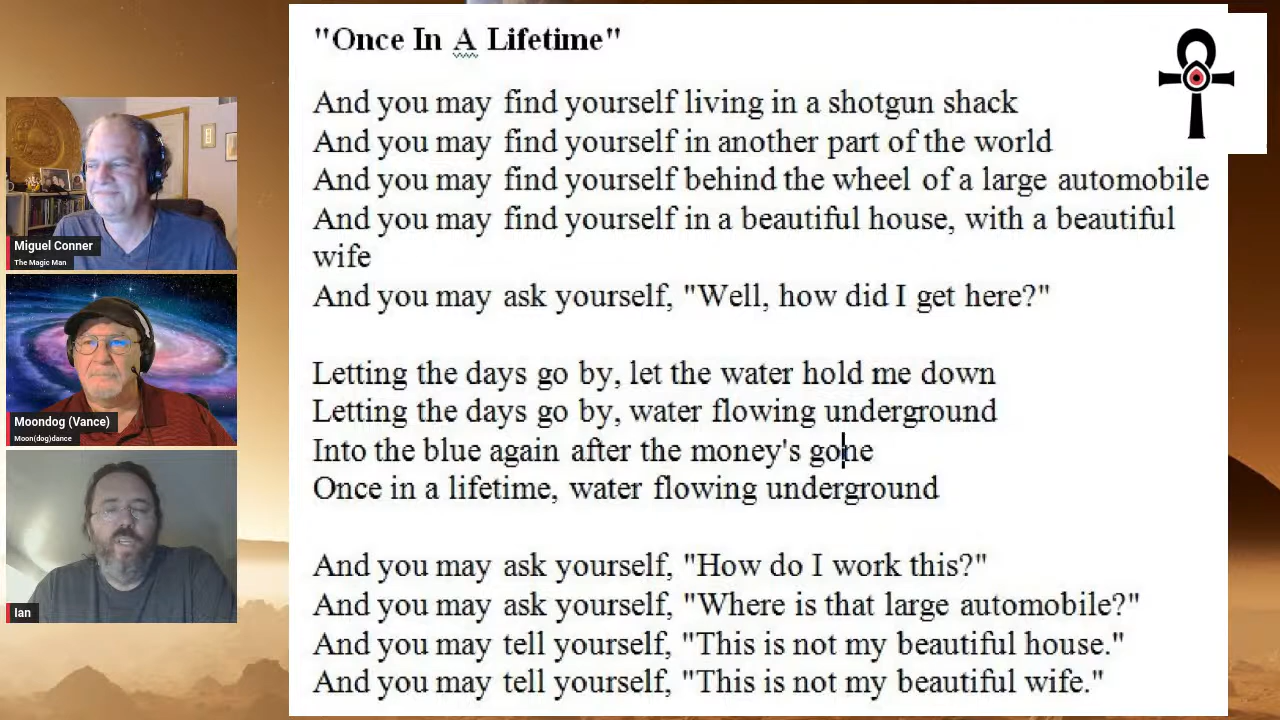 "Once In A Lifetime"
And you may find yourself living in a shotgun shack
And you may find yourself in another part of the world
And you may find yourself behind the wheel of a large automobile
And you may find yourself in a beautiful house, with a beautiful
wife
And you may ask yourself, "Well, how did I get here?"
Letting the days go by, let the water hold me down
Letting the days go by, water flowing underground
Into the blue again after the money's gone
Once in a lifetime, water flowing underground
And you may ask yourself, "How do I work this?"
And you may ask yourself, "Where is that large automobile?"
And you may tell yourself, "This is not my beautiful house."
And you may tell yourself, "This is not my beautiful wife."
Miguel Conner
The Magic Man
Moondog (Vance)
Moon(dog)dance
Ian